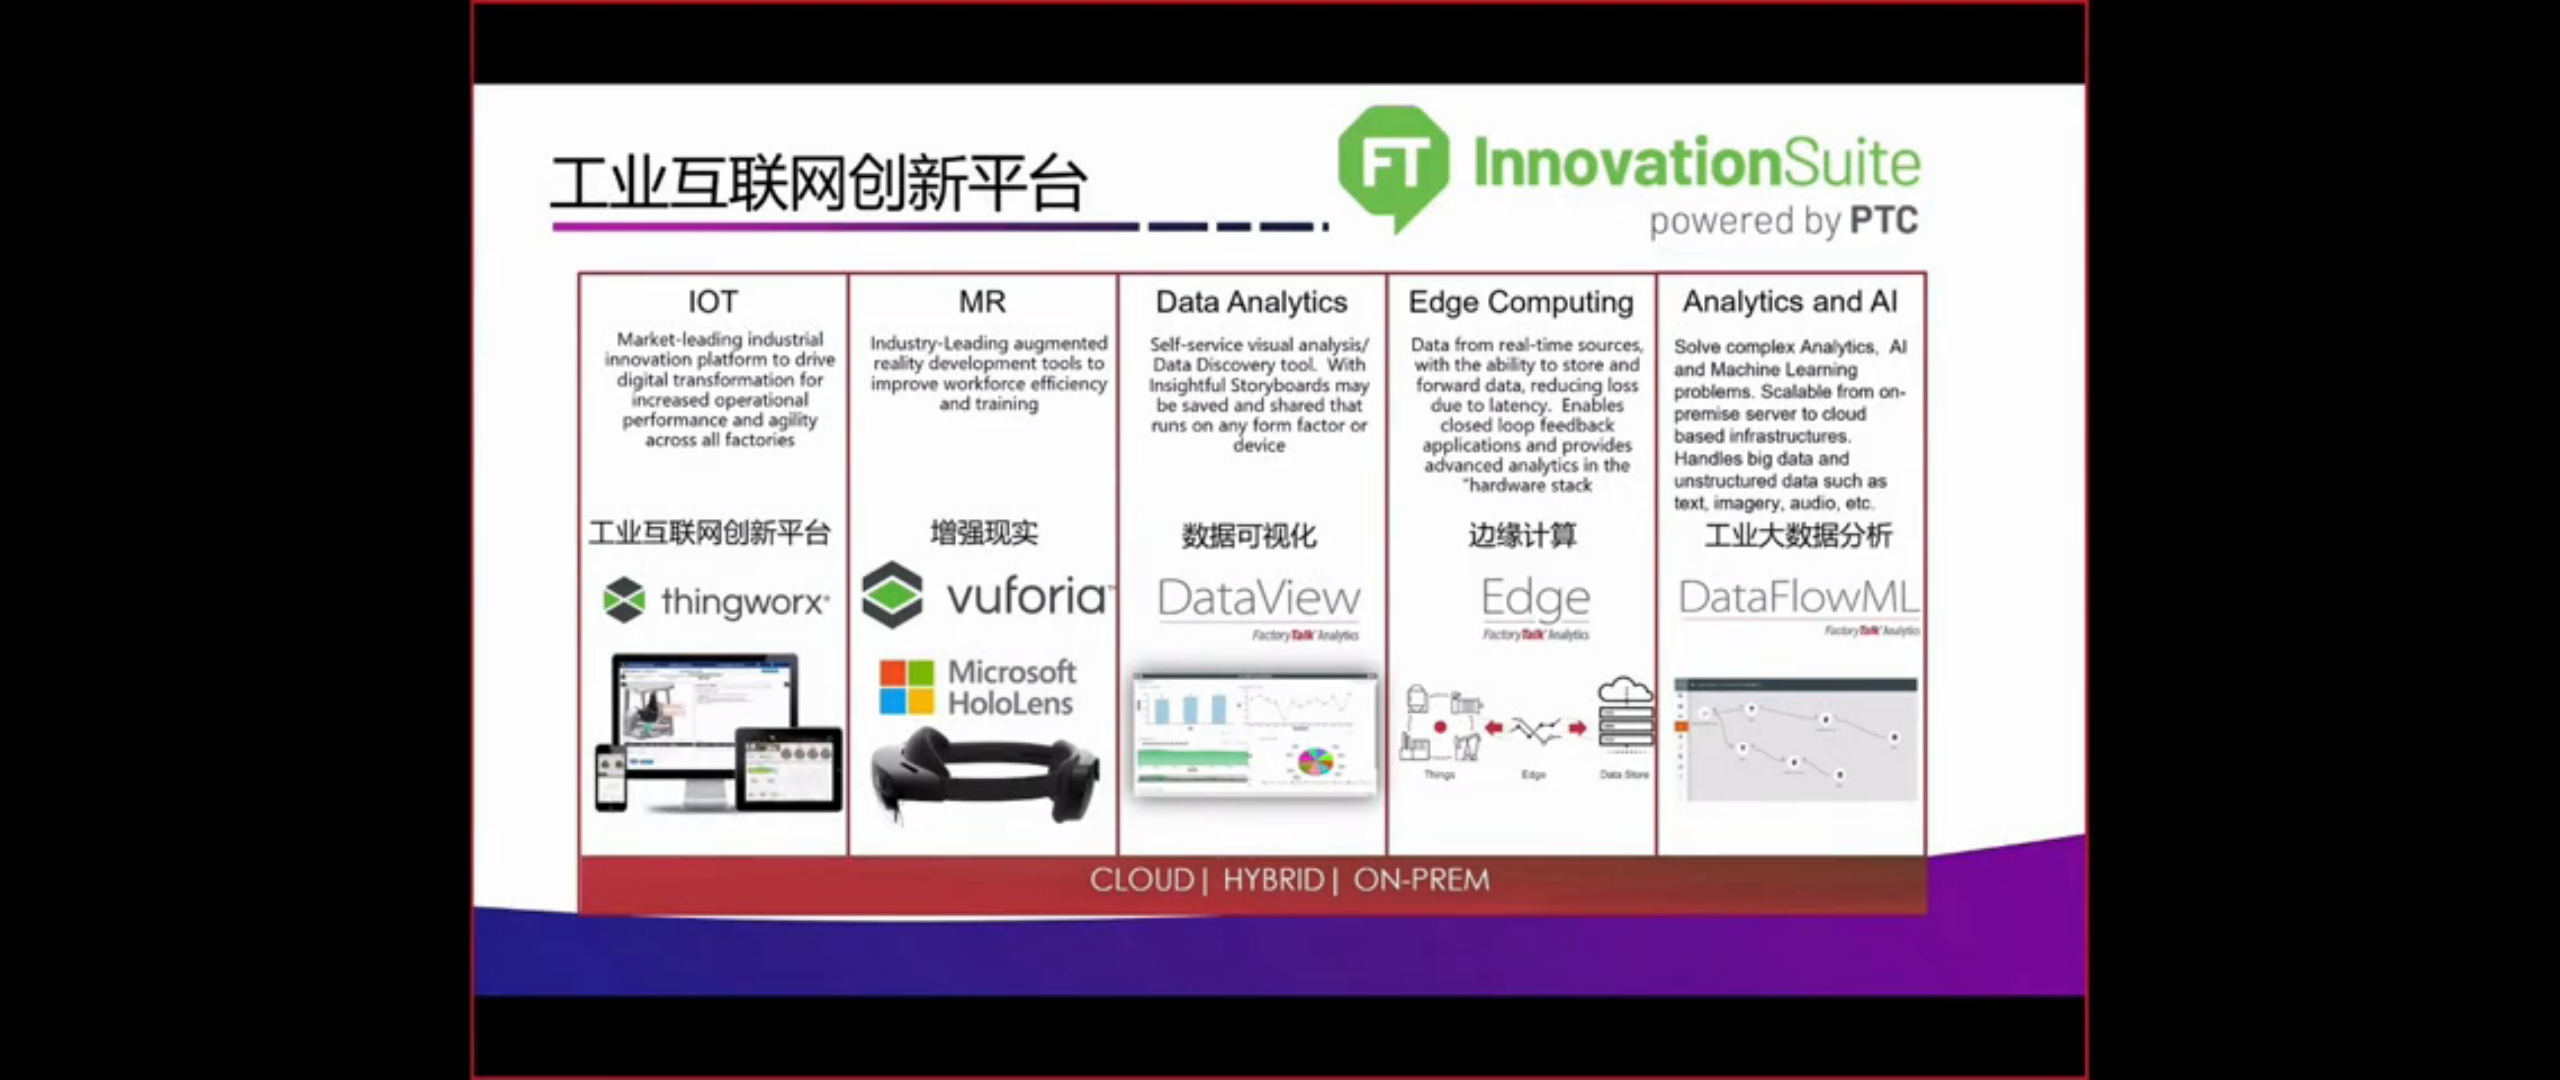 工业互联网创新平台
FT InnovationSuite
powered by PTC
IOT
Market-leading industrial
innovation platform to drive
digital transformation for
increased operational
performance and agility
across all factories
工业互联网创新平台
thingworx®
MR
Industry-Leading augmented
reality development tools to
improve workforce efficiency
and training
增强现实
vuforia™
Microsoft
HoloLens
Data Analytics
Self-service visual analysis/
Data Discovery tool. With
Insightful Storyboards may
be saved and shared that
runs on any form factor or
device
数据可视化
DataView
FactoryTalk® Analytics
Edge Computing
Data from real-time sources,
with the ability to store and
forward data, reducing loss
due to latency. Enables
closed loop feedback
applications and provides
advanced analytics in the
"hardware stack
边缘计算
Edge
FactoryTalk® Analytics
Things
Edge
Data Store
Analytics and AI
Solve complex Analytics, AI
and Machine Learning
problems. Scalable from on-
premise server to cloud
based infrastructures.
Handles big data and
unstructured data such as
text, imagery, audio, etc.
工业大数据分析
DataFlowML
FactoryTalk® Analytics
CLOUD| HYBRID| ON-PREM